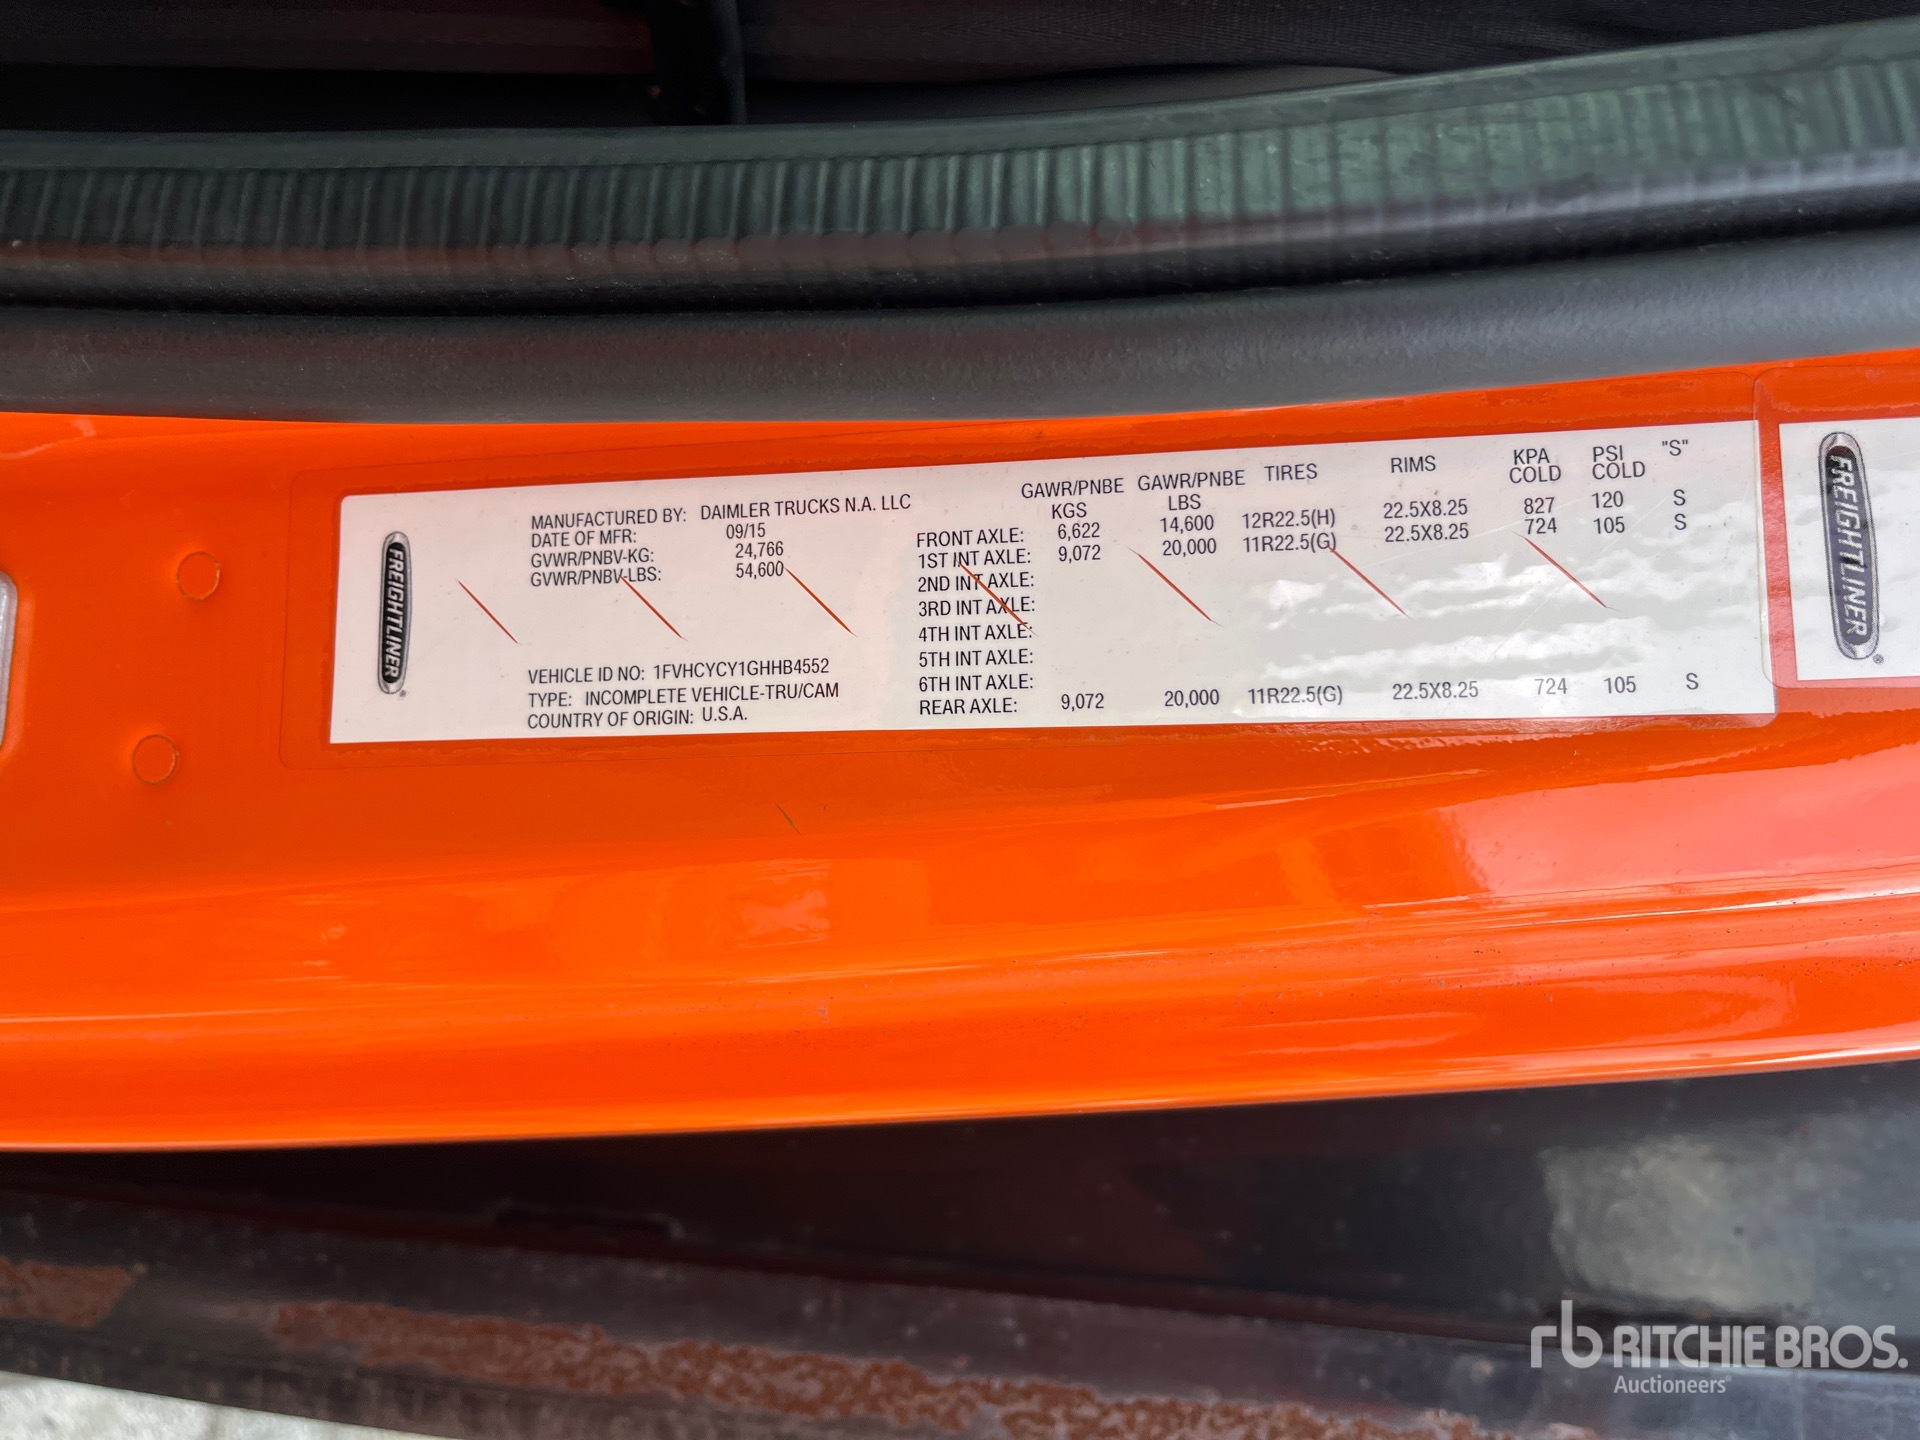 FREIGHTLINER
MANUFACTURED BY: DAIMLER TRUCKS N.A. LLC
DATE OF MFR: 09/15
GVWR/PNBV-KG: 24,766
GVWR/PNBV-LBS: 54,600
VEHICLE ID NO: 1FVHCYCY1GHHB4552
TYPE: INCOMPLETE VEHICLE-TRU/CAM
COUNTRY OF ORIGIN: U.S.A.
GAWR/PNBE KGS GAWR/PNBE LBS TIRES RIMS KPA COLD PSI COLD "S"
FRONT AXLE: 6,622 14,600 12R22.5(H) 22.5X8.25 827 120 S
1ST INT AXLE: 9,072 20,000 11R22.5(G) 22.5X8.25 724 105 S
2ND INT AXLE:
3RD INT AXLE:
4TH INT AXLE:
5TH INT AXLE:
6TH INT AXLE:
REAR AXLE: 9,072 20,000 11R22.5(G) 22.5X8.25 724 105 S
FREIGHTLINER
rb RITCHIE BROS.
Auctioneers